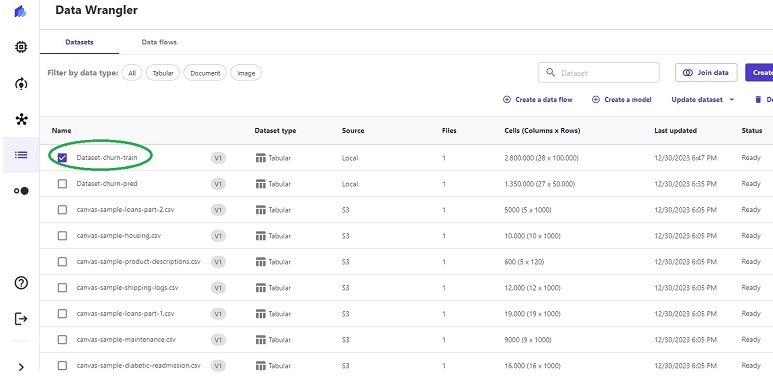 Data Wrangler
Datasets Data flows
Filter by data type: All Tabular Document Image Dataset Join data Create
Create a data flow Create a model Update dataset
Name Dataset type Source Files Cells (Columns x Rows) Last updated Status
Dataset-churn-train V1 Tabular Local 1 2.800.000 (28 x 100.000) 12/30/2023 6:47 PM Ready
Dataset-churn-pred V1 Tabular Local 1 1.350.000 (27 x 50.000) 12/30/2023 6:35 PM Ready
canvas-sample-loans-part-2.csv V1 Tabular S3 1 5000 (5 x 1000) 12/30/2023 6:05 PM Ready
canvas-sample-housing.csv V1 Tabular S3 1 10.000 (10 x 1000) 12/30/2023 6:05 PM Ready
canvas-sample-product-descriptions.csv V1 Tabular S3 1 600 (5 x 120) 12/30/2023 6:05 PM Ready
canvas-sample-shipping-logs.csv V1 Tabular S3 1 12.000 (12 x 1000) 12/30/2023 6:05 PM Ready
canvas-sample-loans-part-1.csv V1 Tabular S3 1 19.000 (19 x 1000) 12/30/2023 6:05 PM Ready
canvas-sample-maintenance.csv V1 Tabular S3 1 9000 (9 x 1000) 12/30/2023 6:05 PM Ready
canvas-sample-diabetic-readmission.csv V1 Tabular S3 1 16.000 (16 x 1000) 12/30/2023 6:05 PM Ready